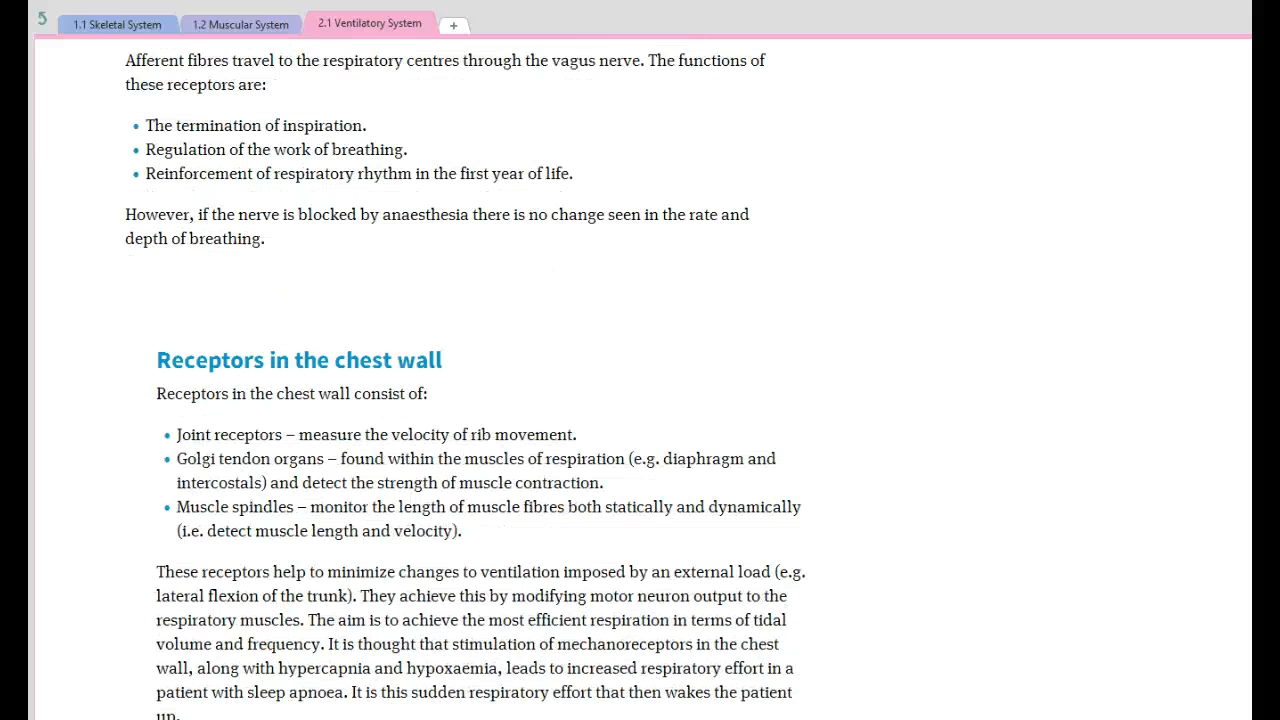 1.1 Skeletal System
1.2 Muscular System
2.1 Ventilatory System
+
Afferent fibres travel to the respiratory centres through the vagus nerve. The functions of
these receptors are:
• The termination of inspiration.
• Regulation of the work of breathing.
• Reinforcement of respiratory rhythm in the first year of life.
However, if the nerve is blocked by anaesthesia there is no change seen in the rate and
depth of breathing.
Receptors in the chest wall
Receptors in the chest wall consist of:
• Joint receptors – measure the velocity of rib movement.
• Golgi tendon organs – found within the muscles of respiration (e.g. diaphragm and
intercostals) and detect the strength of muscle contraction.
• Muscle spindles – monitor the length of muscle fibres both statically and dynamically
(i.e. detect muscle length and velocity).
These receptors help to minimize changes to ventilation imposed by an external load (e.g.
lateral flexion of the trunk). They achieve this by modifying motor neuron output to the
respiratory muscles. The aim is to achieve the most efficient respiration in terms of tidal
volume and frequency. It is thought that stimulation of mechanoreceptors in the chest
wall, along with hypercapnia and hypoxaemia, leads to increased respiratory effort in a
patient with sleep apnoea. It is this sudden respiratory effort that then wakes the patient
up.